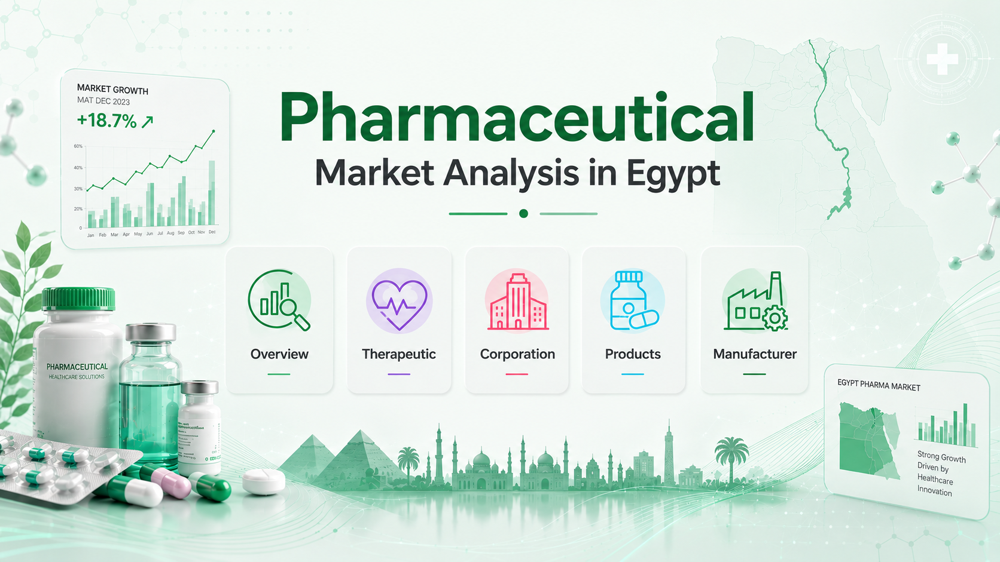 MARKET GROWTH
MAT DEC 2023
+18.7%
60%
40%
30%
20%
0
Jan Feb Mar Apr May Jun Jul Aug Sep Oct Nov Dec
Pharmaceutical
Market Analysis in Egypt
Overview
Therapeutic
Corporation
Products
Manufacturer
PHARMACEUTICAL
HEALTHCARE SOLUTIONS
EGYPT PHARMA MARKET
Strong Growth
Driven by
Healthcare
Innovation